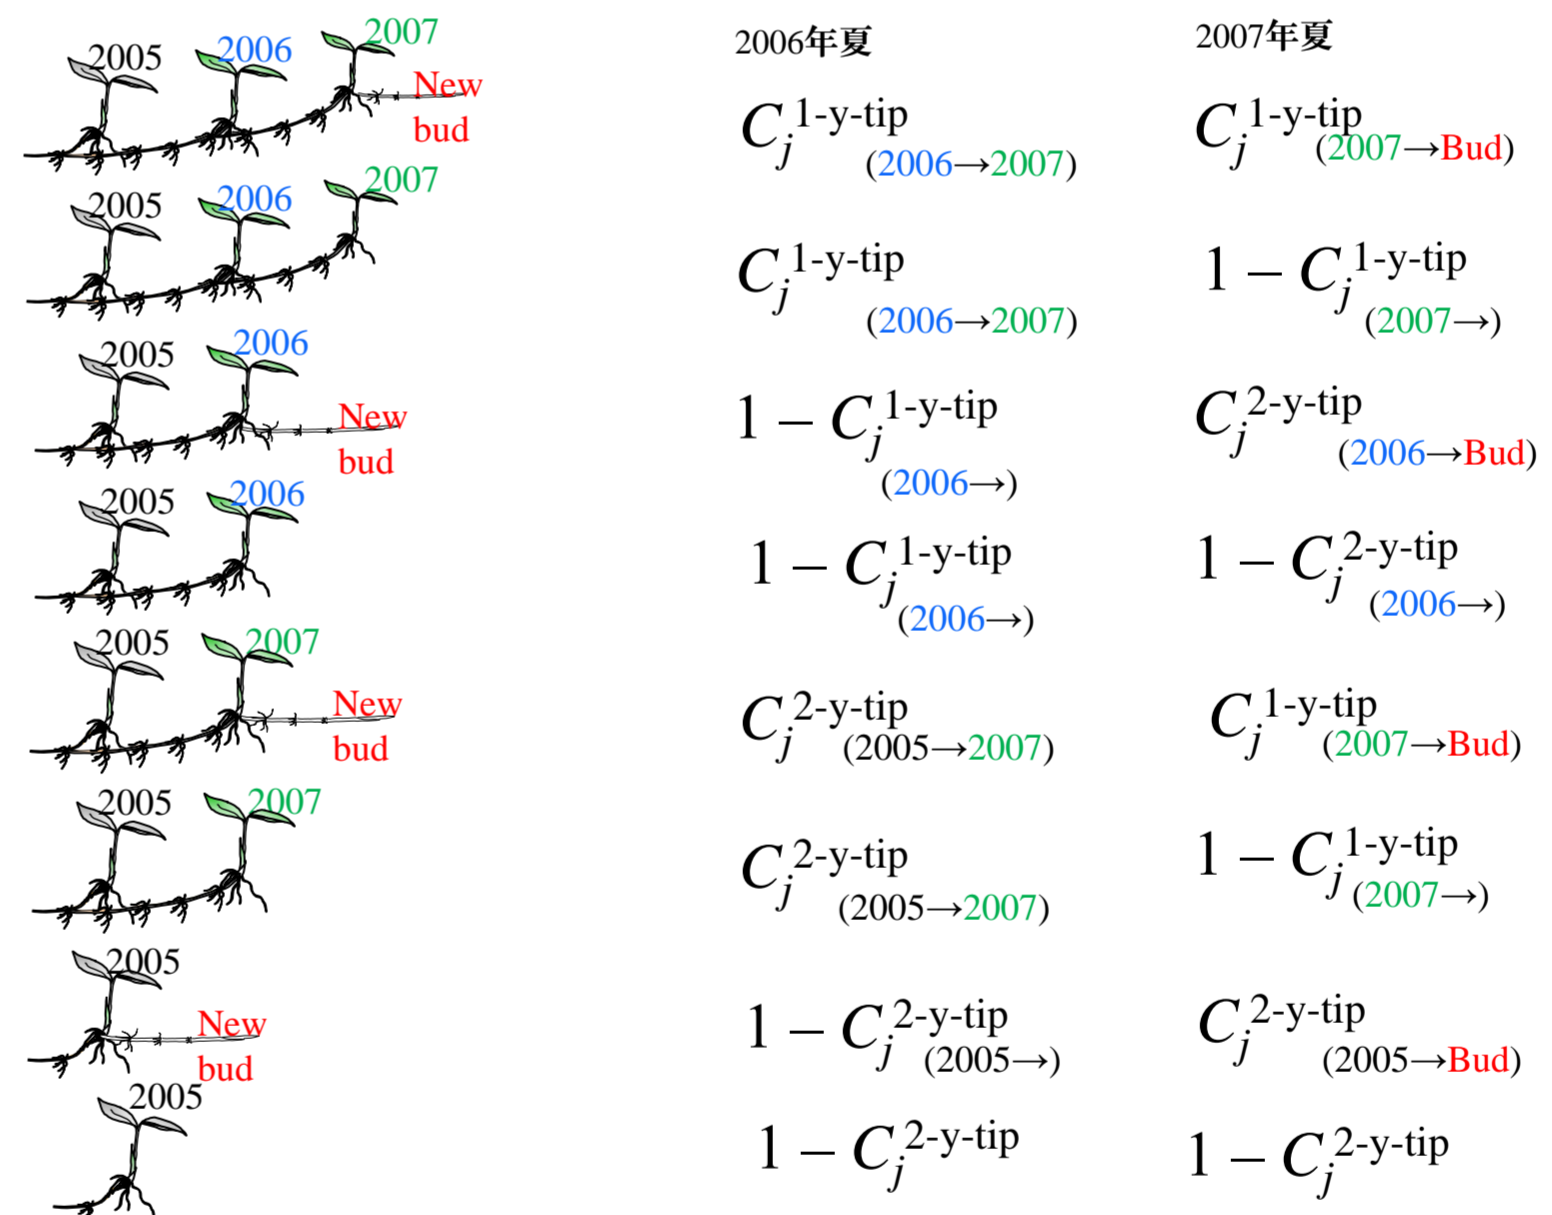 2006年夏 2007年夏
2005 2006 2007 New bud
C_j^{1-y-tip} (2006→2007) C_j^{1-y-tip} (2007→Bud)
2005 2006 2007
C_j^{1-y-tip} (2006→2007) 1 − C_j^{1-y-tip} (2007→)
2005 2006 New bud
1 − C_j^{1-y-tip} (2006→) C_j^{2-y-tip} (2006→Bud)
2005 2006
1 − C_j^{1-y-tip} (2006→) 1 − C_j^{2-y-tip} (2006→)
2005 2007 New bud
C_j^{2-y-tip} (2005→2007) C_j^{1-y-tip} (2007→Bud)
2005 2007
C_j^{2-y-tip} (2005→2007) 1 − C_j^{1-y-tip} (2007→)
2005 New bud
1 − C_j^{2-y-tip} (2005→) C_j^{2-y-tip} (2005→Bud)
2005
1 − C_j^{2-y-tip} 1 − C_j^{2-y-tip}